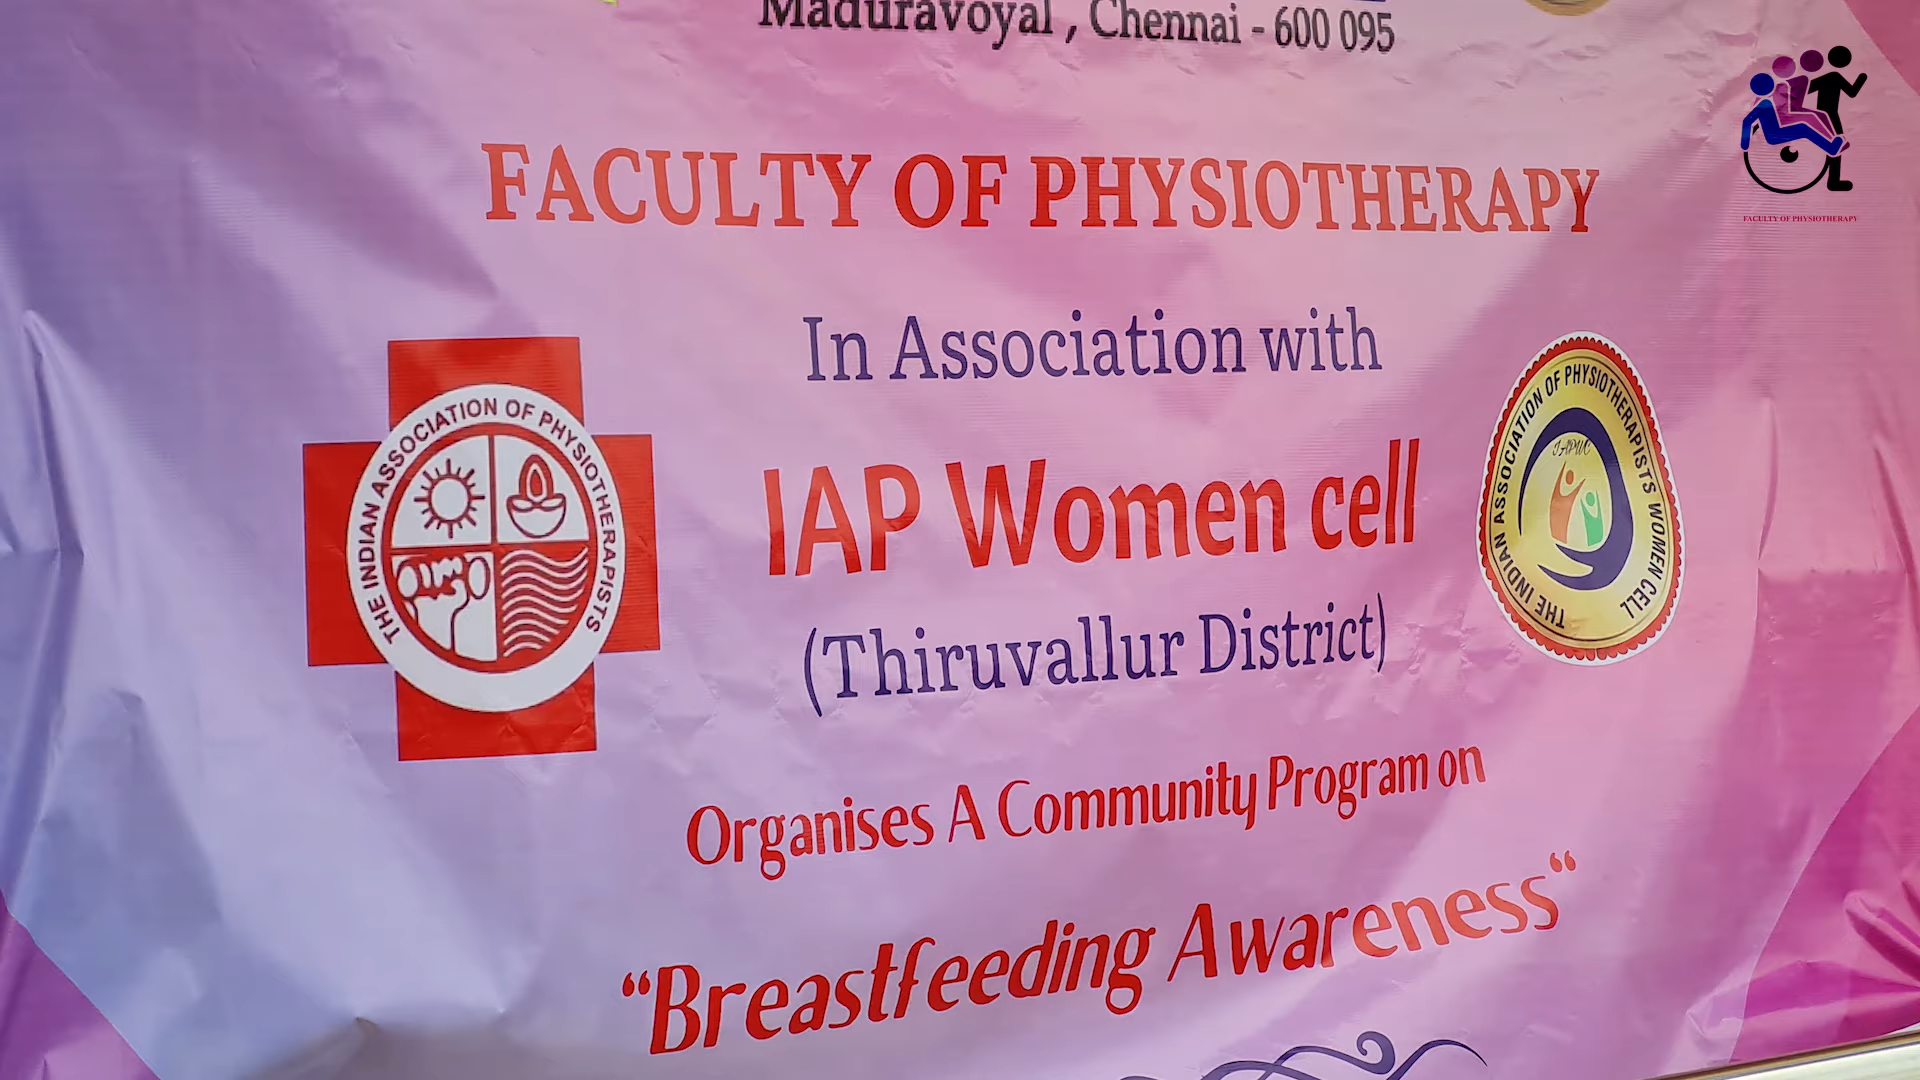 Maduravoyal , Chennai - 600 095
FACULTY OF PHYSIOTHERAPY
FACULTY OF PHYSIOTHERAPY
In Association with
THE INDIAN ASSOCIATION OF PHYSIOTHERAPISTS
IAP Women cell
THE INDIAN ASSOCIATION OF PHYSIOTHERAPISTS WOMEN CELL
IAPWC
(Thiruvallur District)
Organises A Community Program on
“Breastfeeding Awareness“